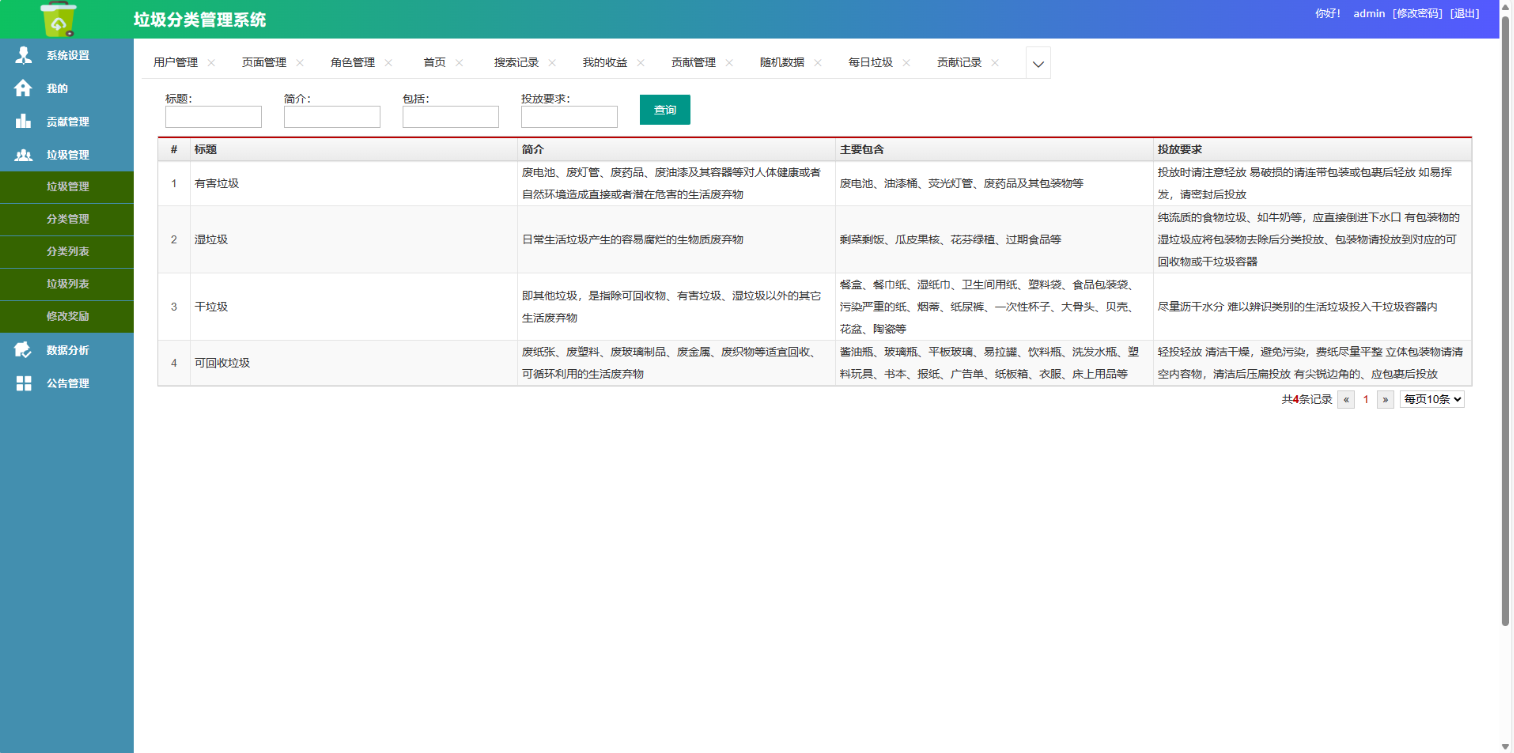 垃圾分类管理系统
你好! admin [修改密码] [退出]
系统设置
我的
贡献管理
垃圾管理
垃圾管理
分类管理
分类列表
垃圾列表
修改奖励
数据分析
公告管理
用户管理 × 页面管理 × 角色管理 × 首页 × 搜索记录 × 我的收益 × 贡献管理 × 随机数据 × 每日垃圾 × 贡献记录 ×
标题: 简介: 包括: 投放要求:
查询
# 标题 简介 主要包含 投放要求
1 有害垃圾
废电池、废灯管、废药品、废油漆及其容器等对人体健康或者
自然环境造成直接或者潜在危害的生活废弃物
废电池、油漆桶、荧光灯管、废药品及其包装物等
投放时请注意轻放 易破损的请连带包装或包裹后轻放 如易挥
发，请密封后投放
2 湿垃圾
日常生活垃圾产生的容易腐烂的生物质废弃物
剩菜剩饭、瓜皮果核、花芬绿植、过期食品等
纯流质的食物垃圾、如牛奶等，应直接倒进下水口 有包装物的
湿垃圾应将包装物去除后分类投放、包装物请投放到对应的可
回收物或干垃圾容器
3 干垃圾
即其他垃圾，是指除可回收物、有害垃圾、湿垃圾以外的其它
生活废弃物
餐盒、餐巾纸、湿纸巾、卫生间用纸、塑料袋、食品包装袋、
污染严重的纸、烟蒂、纸尿裤、一次性杯子、大骨头、贝壳、
花盆、陶瓷等
尽量沥干水分 难以辨识类别的生活垃圾投入干垃圾容器内
4 可回收垃圾
废纸张、废塑料、废玻璃制品、废金属、废织物等适宜回收、
可循环利用的生活废弃物
酱油瓶、玻璃瓶、平板玻璃、易拉罐、饮料瓶、洗发水瓶、塑
料玩具、书本、报纸、广告单、纸板箱、衣服、床上用品等
轻投轻放 清洁干燥，避免污染，费纸尽量平整 立体包装物请清
空内容物，清洁后压扁投放 有尖锐边角的、应包裹后投放
共4条记录 « 1 » 每页10条